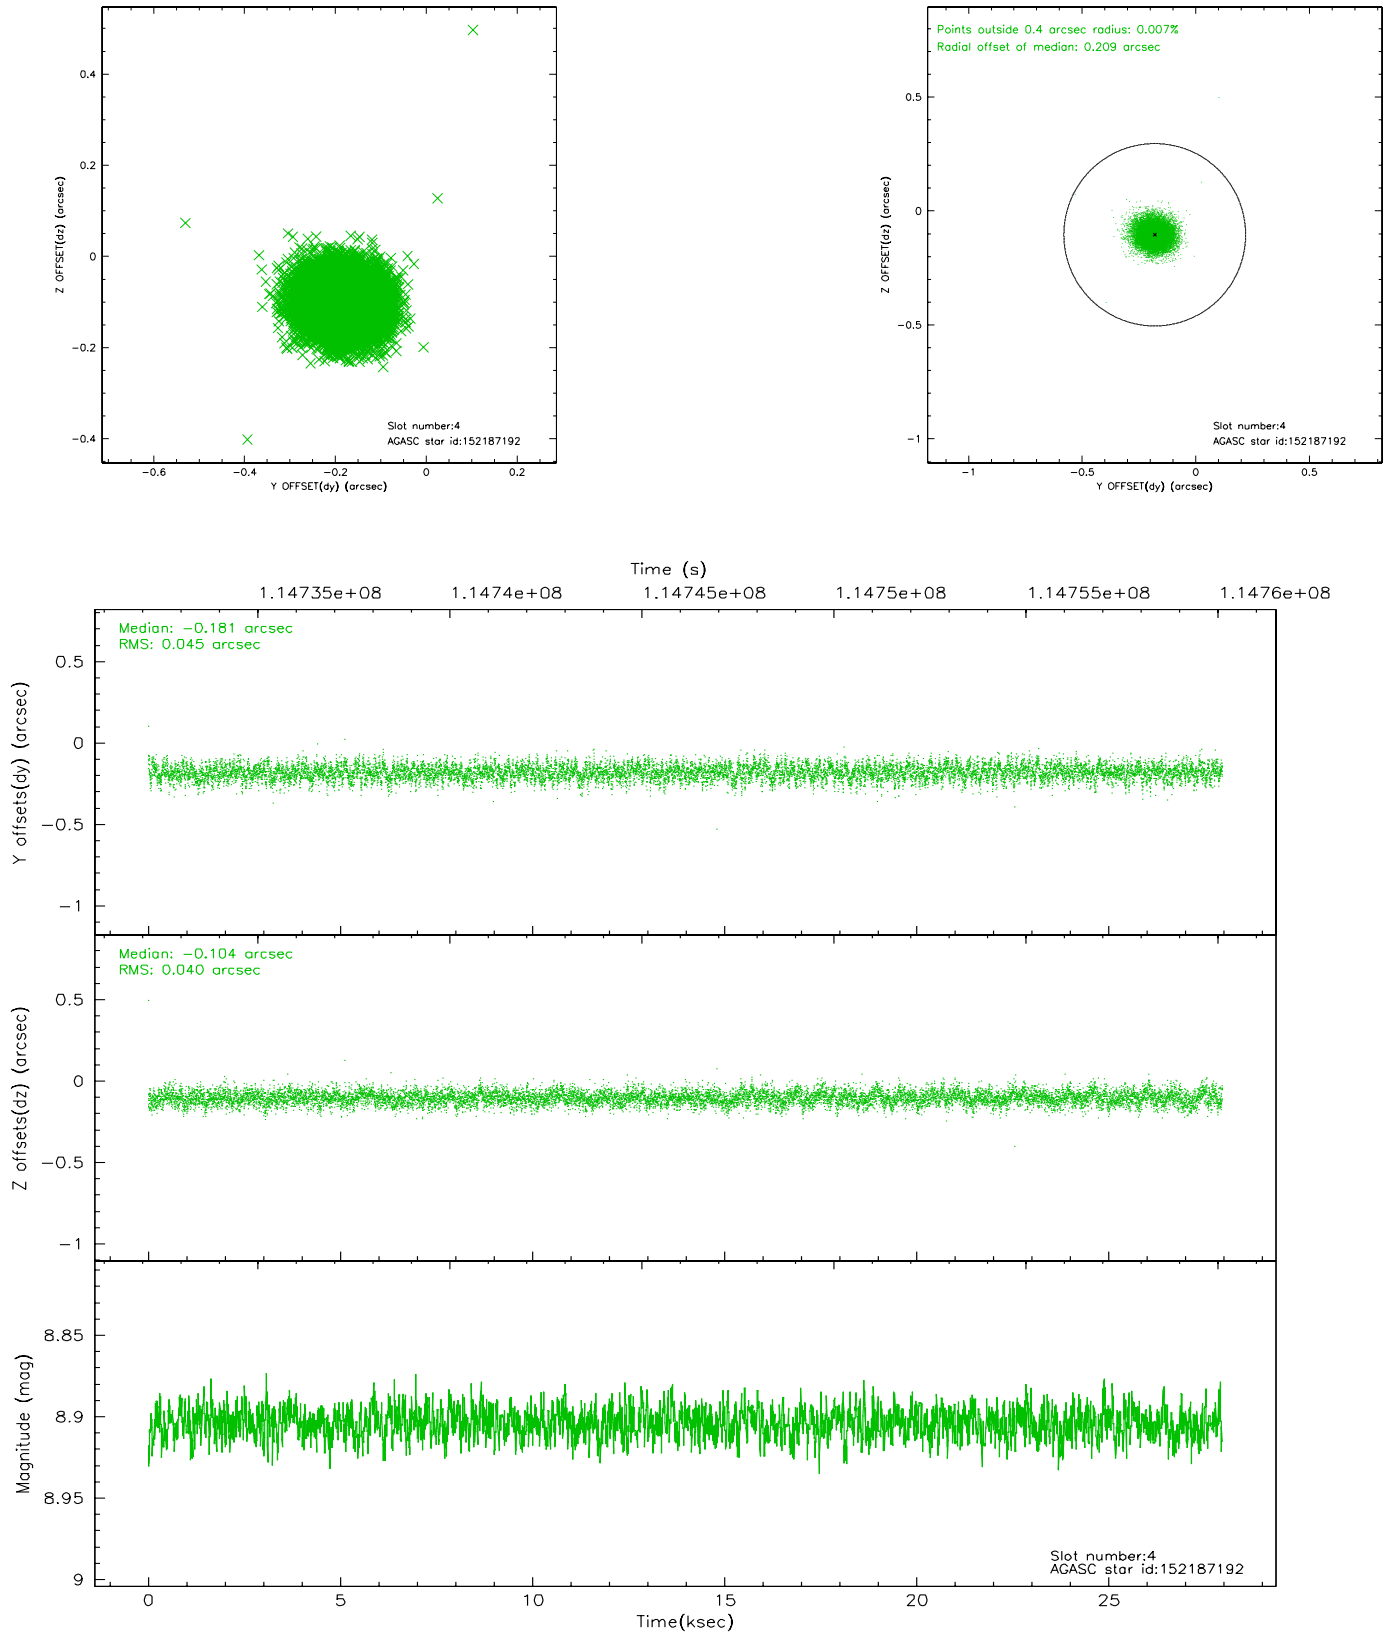 0.4
0.2
0
−0.2
−0.4
Z OFFSET(dz) (arcsec)
−0.6 −0.4 −0.2 0 0.2
Y OFFSET(dy) (arcsec)
Slot number:4
AGASC star id:152187192
Points outside 0.4 arcsec radius: 0.007%
Radial offset of median: 0.209 arcsec
0.5
0
−0.5
−1
Z OFFSET(dz) (arcsec)
−1 −0.5 0 0.5
Y OFFSET(dy) (arcsec)
Slot number:4
AGASC star id:152187192
Time (s)
1.14735e+08 1.1474e+08 1.14745e+08 1.1475e+08 1.14755e+08 1.1476e+08
Median: −0.181 arcsec
RMS: 0.045 arcsec
0.5
0
−0.5
−1
Y offsets(dy) (arcsec)
Median: −0.104 arcsec
RMS: 0.040 arcsec
0.5
0
−0.5
−1
Z offsets(dz) (arcsec)
8.85
8.9
8.95
9
Magnitude (mag)
Slot number:4
AGASC star id:152187192
0 5 10 15 20 25
Time(ksec)